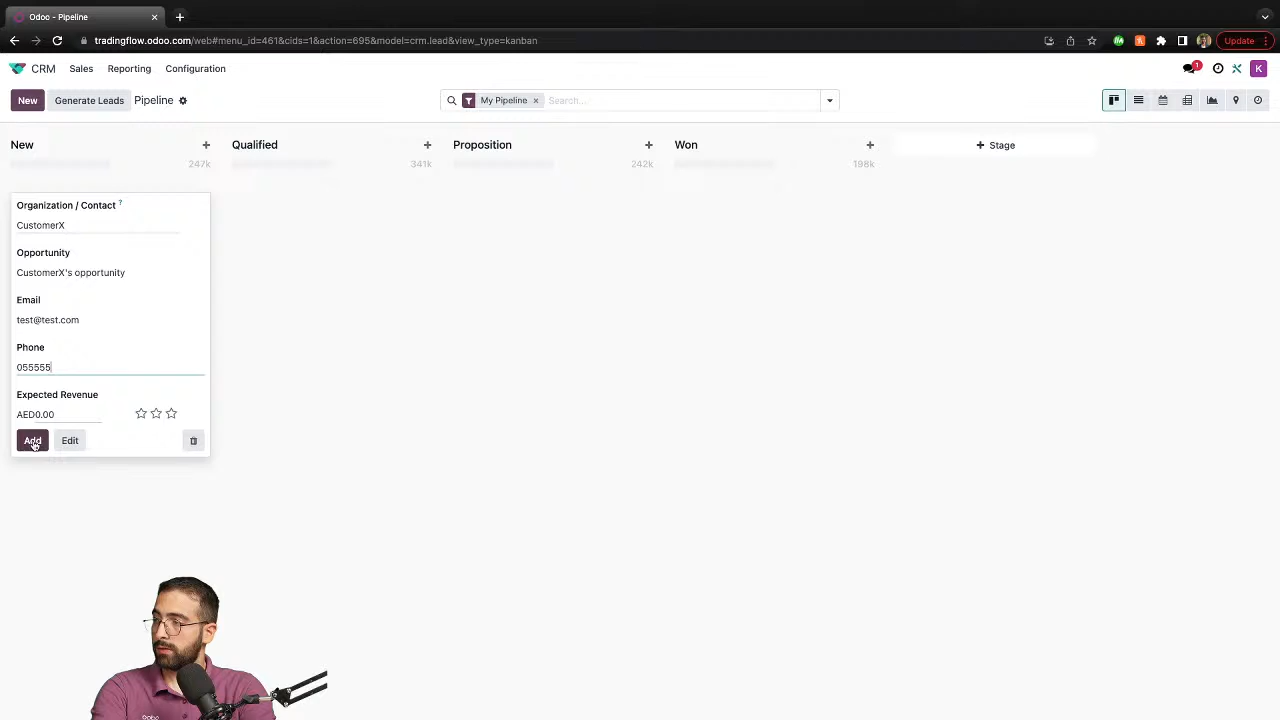 Odoo - Pipeline
tradingflow.odoo.com/web#menu_id=461&cids=1&action=695&model=crm.lead&view_type=kanban
Update
CRM Sales Reporting Configuration
1
K
New Generate Leads Pipeline
My Pipeline Search...
New + Qualified + Proposition + Won + + Stage
247k 341k 242k 198k
Organization / Contact ?
CustomerX
Opportunity
CustomerX's opportunity
Email
test@test.com
Phone
055555
Expected Revenue
AED0.00
Add Edit